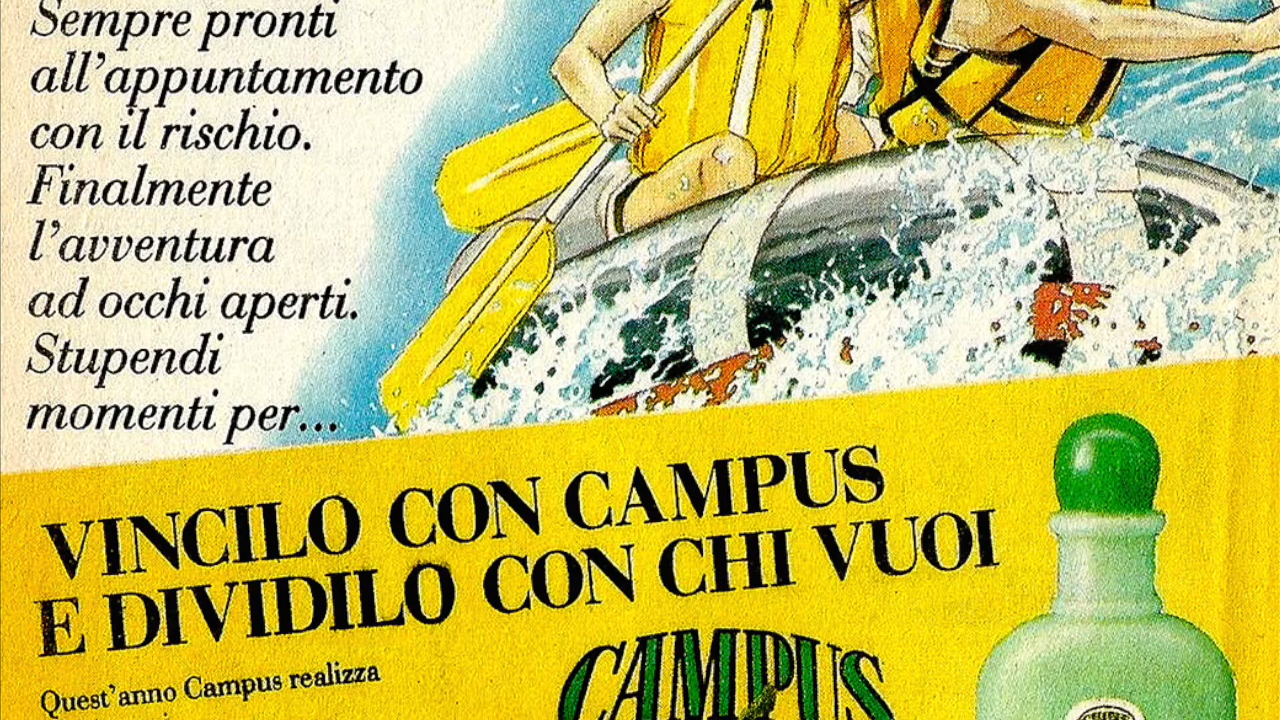 Sempre pronti
all'appuntamento
con il rischio.
Finalmente
l'avventura
ad occhi aperti.
Stupendi
momenti per...
VINCILO CON CAMPUS
E DIVIDILO CON CHI VUOI
Quest'anno Campus realizza
CAMPUS